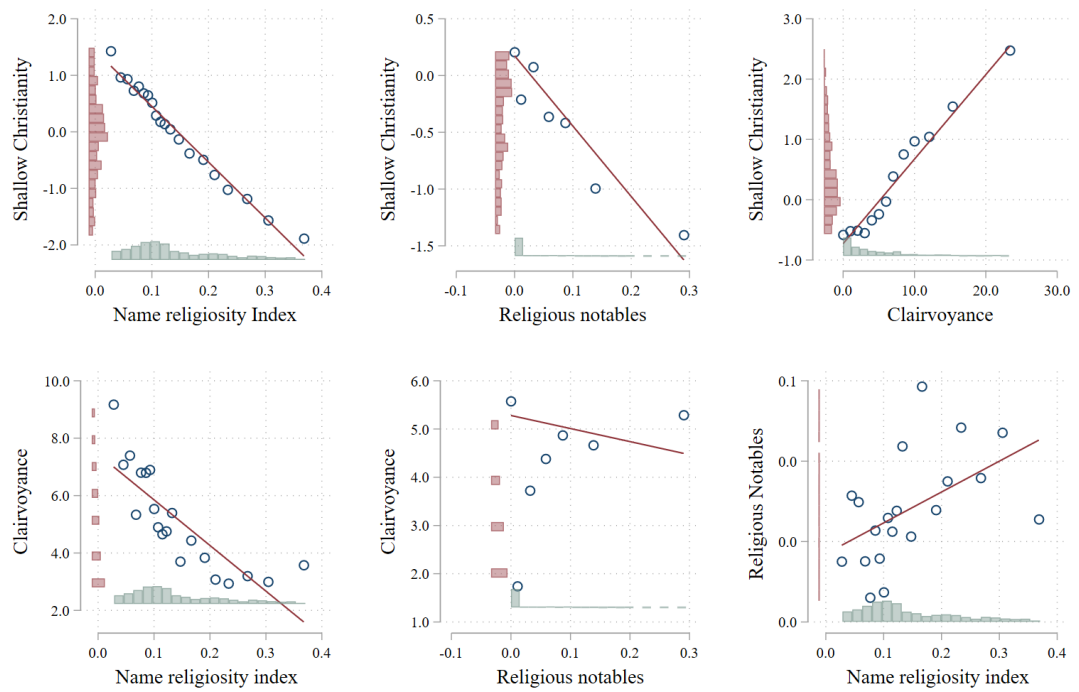 2.0
1.0
0.0
-1.0
-2.0
Shallow Christianity
0.0 0.1 0.2 0.3 0.4
Name religiosity Index
0.5
0.0
-0.5
-1.0
-1.5
Shallow Christianity
-0.1 0.0 0.1 0.2 0.3
Religious notables
3.0
2.0
1.0
0.0
-1.0
Shallow Christianity
0.0 10.0 20.0 30.0
Clairvoyance
10.0
8.0
6.0
4.0
2.0
Clairvoyance
0.0 0.1 0.2 0.3 0.4
Name religiosity index
6.0
5.0
4.0
3.0
2.0
1.0
Clairvoyance
-0.1 0.0 0.1 0.2 0.3
Religious notables
0.1
0.0
0.0
0.0
Religious Notables
0.0 0.1 0.2 0.3 0.4
Name religiosity index